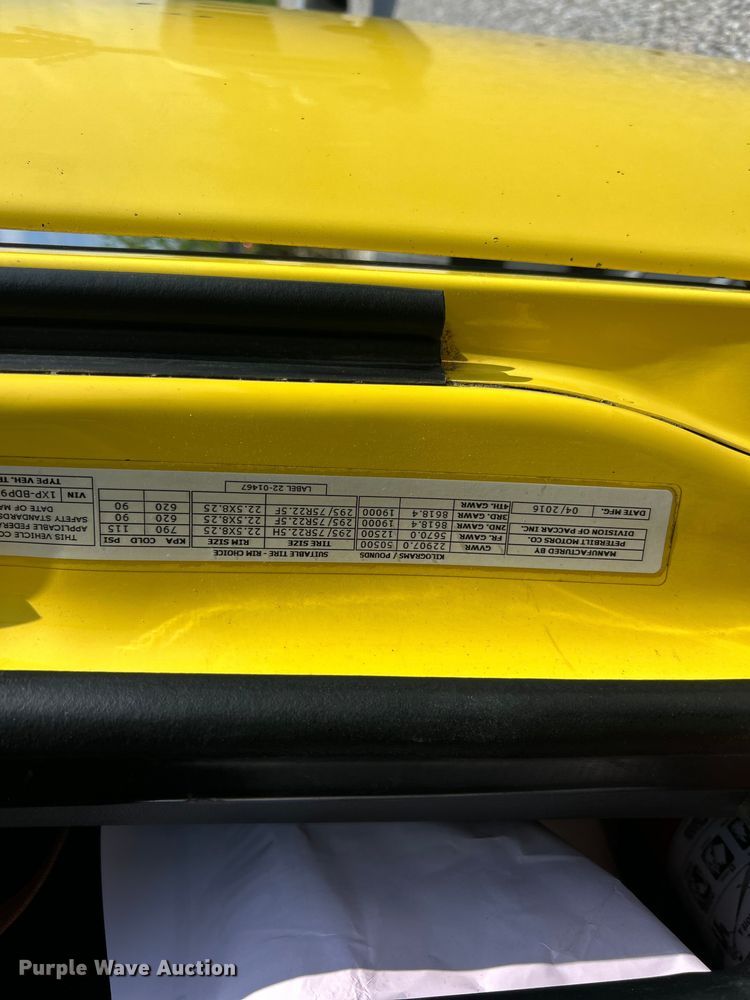 MANUFACTURED BY
PETERBILT MOTORS CO.
DIVISION OF PACCAR INC.
DATE MFG. 04/2016
KILOGRAMS / POUNDS
GVWR: 22907.0 50500
FR. GAWR 5670.0 12500
2ND. GAWR 8618.4 19000
3RD. GAWR 8618.4 19000
4TH. GAWR
SUITABLE TIRE - RIM CHOICE
TIRE SIZE RIM SIZE KPA COLD PSI
295/75R22.5H 22.5X8.25 790 115
295/75R22.5F 22.5X8.25 620 90
295/75R22.5F 22.5X8.25 620 90
LABEL 22-01467
THIS VEHICLE CO
APPLICABLE FEDERA
SAFETY STANDARDS
DATE OF MA
VIN 1XP-BDP9
TYPE VEH. TR
Purple Wave Auction